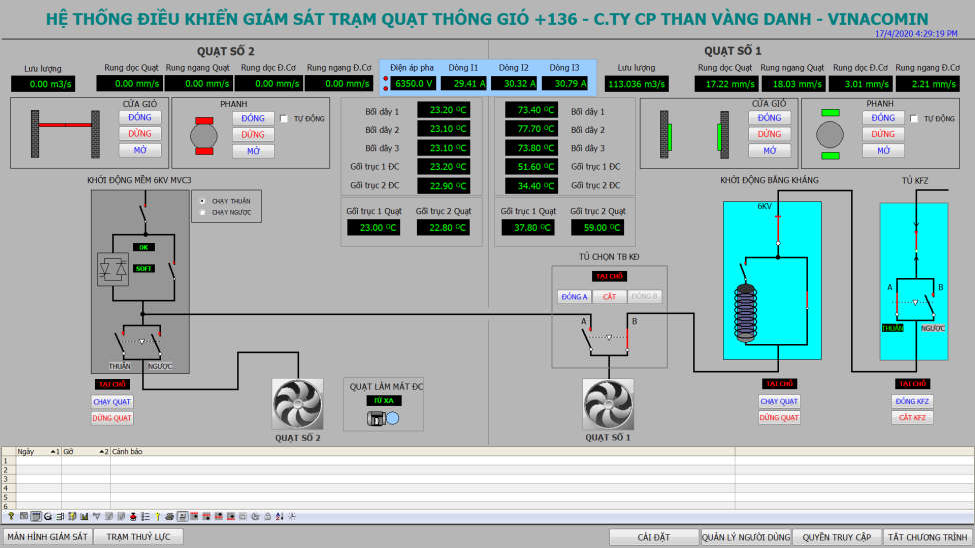 HỆ THỐNG ĐIỀU KHIỂN GIÁM SÁT TRẠM QUẠT THÔNG GIÓ +136 - C.TY CP THAN VÀNG DANH - VINACOMIN
17/4/2020 4:29:19 PM
QUẠT SỐ 2
QUẠT SỐ 1
Lưu lượng
Rung dọc Quạt
Rung ngang Quạt
Rung dọc Đ.Cơ
Rung ngang Đ.Cơ
Điện áp pha
Dòng I1
Dòng I2
Dòng I3
Lưu lượng
Rung dọc Quạt
Rung ngang Quạt
Rung dọc Đ.Cơ
Rung ngang Đ.Cơ
0.00 m3/s
0.00 mm/s
0.00 mm/s
0.00 mm/s
0.00 mm/s
6350.0 V
29.41 A
30.32 A
30.79 A
113.036 m3/s
17.22 mm/s
18.03 mm/s
3.01 mm/s
2.21 mm/s
CỬA GIÓ
ĐÓNG
DỪNG
MỞ
PHANH
ĐÓNG
DỪNG
MỞ
TỰ ĐỘNG
Bối dây 1
23.20 °C
73.40 °C
Bối dây 1
Bối dây 2
23.10 °C
77.70 °C
Bối dây 2
Bối dây 3
23.10 °C
73.80 °C
Bối dây 3
Gối trục 1 ĐC
23.20 °C
51.60 °C
Gối trục 1 ĐC
Gối trục 2 ĐC
22.90 °C
34.40 °C
Gối trục 2 ĐC
CỬA GIÓ
ĐÓNG
DỪNG
MỞ
PHANH
ĐÓNG
DỪNG
MỞ
TỰ ĐỘNG
KHỞI ĐỘNG MỀM 6KV MVC3
CHẠY THUẬN
CHẠY NGƯỢC
Gối trục 1 Quạt
Gối trục 2 Quạt
23.00 °C
22.80 °C
Gối trục 1 Quạt
Gối trục 2 Quạt
37.80 °C
59.00 °C
KHỞI ĐỘNG BẰNG KHÁNG
TỦ KFZ
6KV
OK
SOFT
TỦ CHỌN TB KĐ
TẠI CHỖ
ĐÓNG A
CẮT
ĐÓNG B
A
B
A
B
THUẬN
NGƯỢC
THUẬN
NGƯỢC
TẠI CHỖ
CHẠY QUẠT
DỪNG QUẠT
QUẠT SỐ 2
QUẠT LÀM MÁT ĐC
TỪ XA
QUẠT SỐ 1
TẠI CHỖ
CHẠY QUẠT
DỪNG QUẠT
TẠI CHỖ
ĐÓNG KFZ
CẮT KFZ
Ngày
1
Giờ
2
Cảnh báo
1
2
3
4
5
6
MÀN HÌNH GIÁM SÁT
TRẠM THUỶ LỰC
CÀI ĐẶT
QUẢN LÝ NGƯỜI DÙNG
QUYỀN TRUY CẬP
TẮT CHƯƠNG TRÌNH